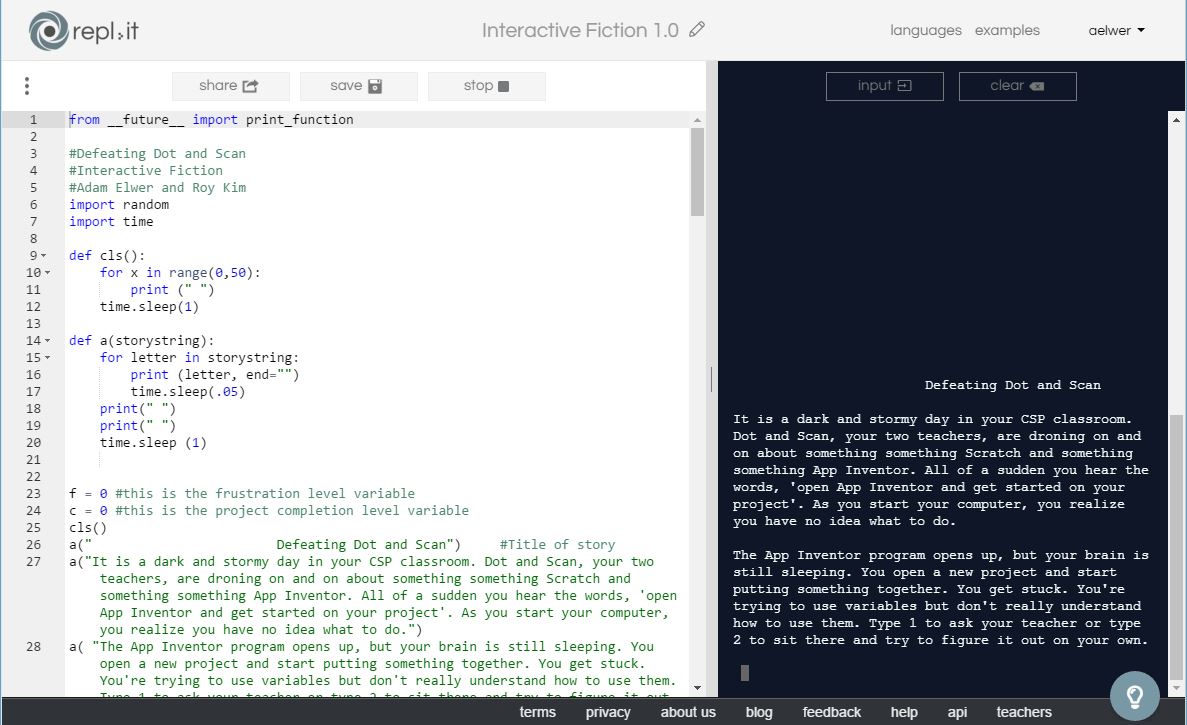 repl.it
Interactive Fiction 1.0
languages examples
aelwer
share
save
stop
input
clear
1 from __future__ import print_function
2
3 #Defeating Dot and Scan
4 #Interactive Fiction
5 #Adam Elwer and Roy Kim
6 import random
7 import time
8
9 def cls():
10 for x in range(0,50):
11 print (" ")
12 time.sleep(1)
13
14 def a(storystring):
15 for letter in storystring:
16 print (letter, end="")
17 time.sleep(.05)
18 print(" ")
19 print(" ")
20 time.sleep (1)
21
22
23 f = 0 #this is the frustration level variable
24 c = 0 #this is the project completion level variable
25 cls()
26 a(" Defeating Dot and Scan") #Title of story
27 a("It is a dark and stormy day in your CSP classroom. Dot and Scan, your two
teachers, are droning on and on about something something Scratch and
something something App Inventor. All of a sudden you hear the words, 'open
App Inventor and get started on your project'. As you start your computer,
you realize you have no idea what to do.")
28 a( "The App Inventor program opens up, but your brain is still sleeping. You
open a new project and start putting something together. You get stuck.
You're trying to use variables but don't really understand how to use them.
Type 1 to ask your teacher or type 2 to sit there and try to figure it out
Defeating Dot and Scan
It is a dark and stormy day in your CSP classroom.
Dot and Scan, your two teachers, are droning on and
on about something something Scratch and something
something App Inventor. All of a sudden you hear the
words, 'open App Inventor and get started on your
project'. As you start your computer, you realize
you have no idea what to do.
The App Inventor program opens up, but your brain is
still sleeping. You open a new project and start
putting something together. You get stuck. You're
trying to use variables but don't really understand
how to use them. Type 1 to ask your teacher or type
2 to sit there and try to figure it out on your own.
terms privacy about us blog feedback help api teachers